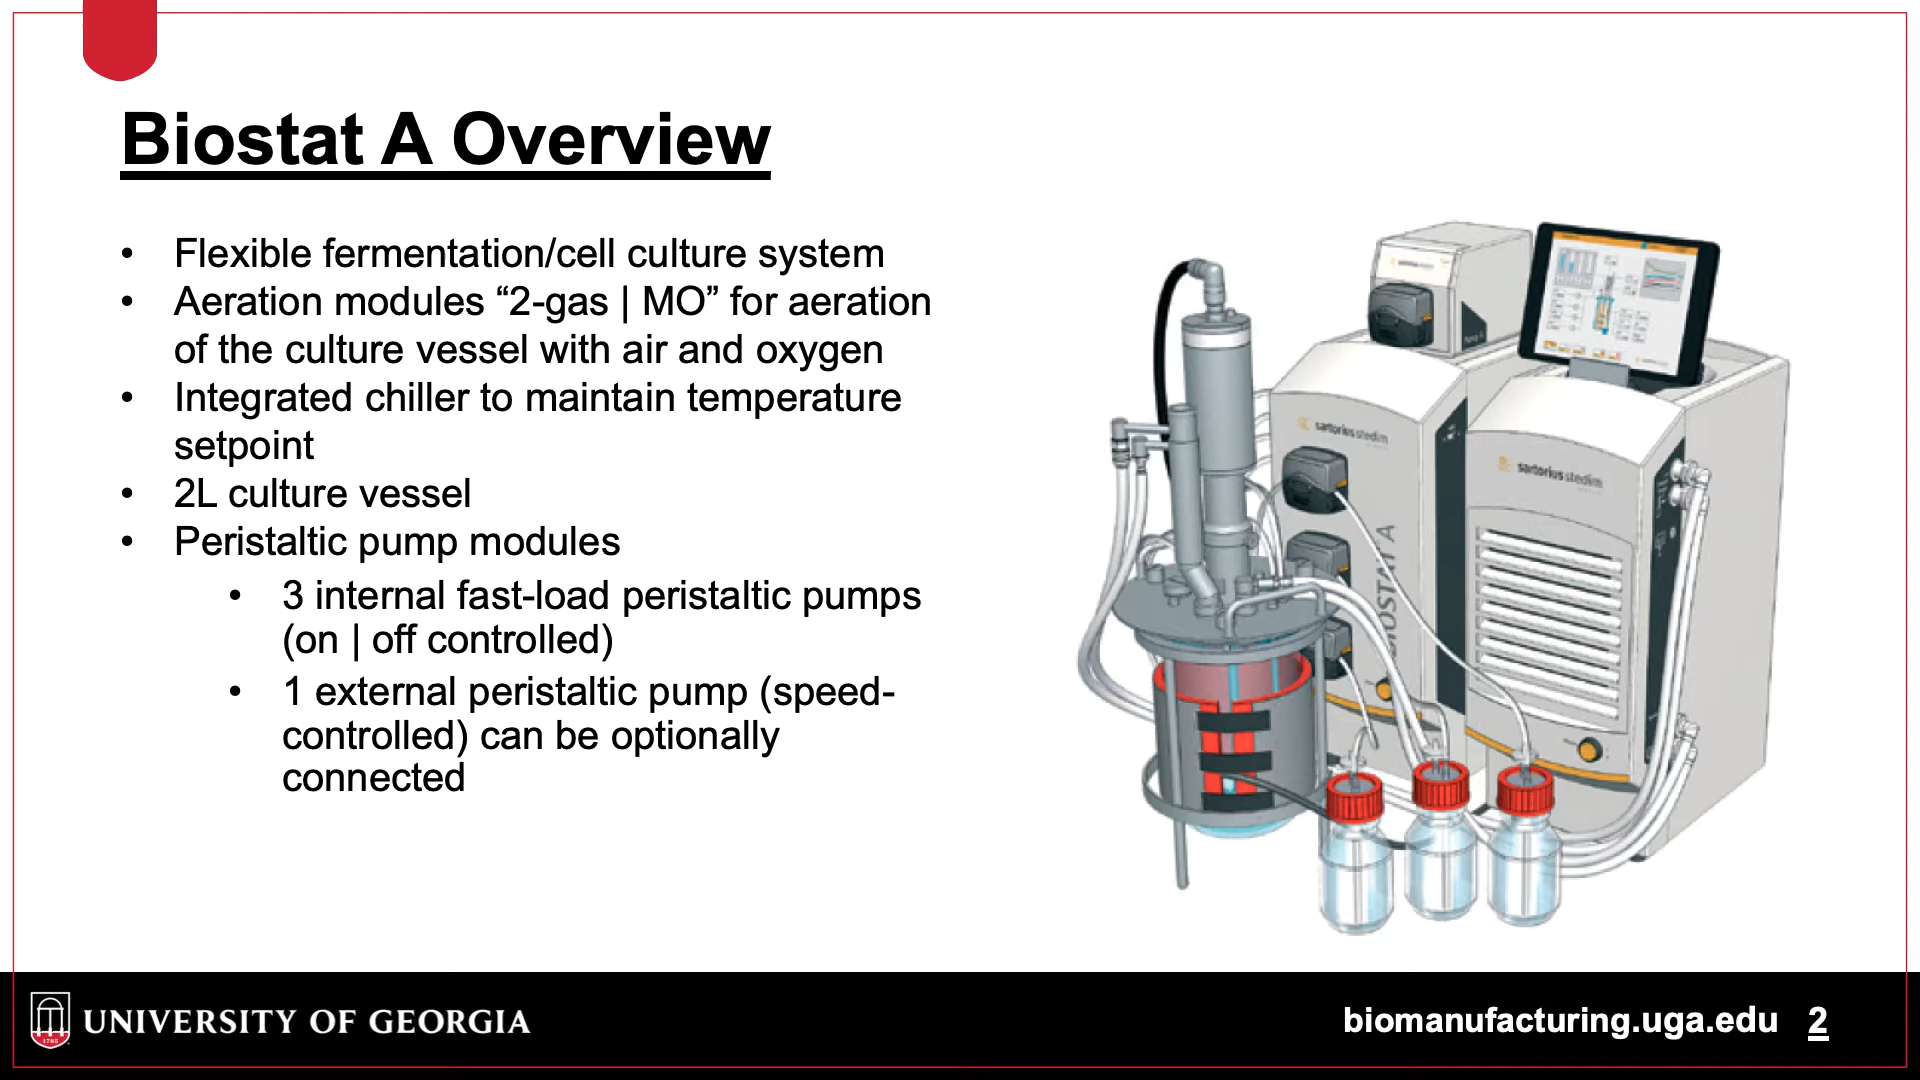 Biostat A Overview
• Flexible fermentation/cell culture system
• Aeration modules “2-gas | MO” for aeration
of the culture vessel with air and oxygen
• Integrated chiller to maintain temperature
setpoint
• 2L culture vessel
• Peristaltic pump modules
• 3 internal fast-load peristaltic pumps
(on | off controlled)
• 1 external peristaltic pump (speed-
controlled) can be optionally
connected
sartorius stedim
sartorius stedim
BIOSTAT A
1785
UNIVERSITY OF GEORGIA
biomanufacturing.uga.edu 2